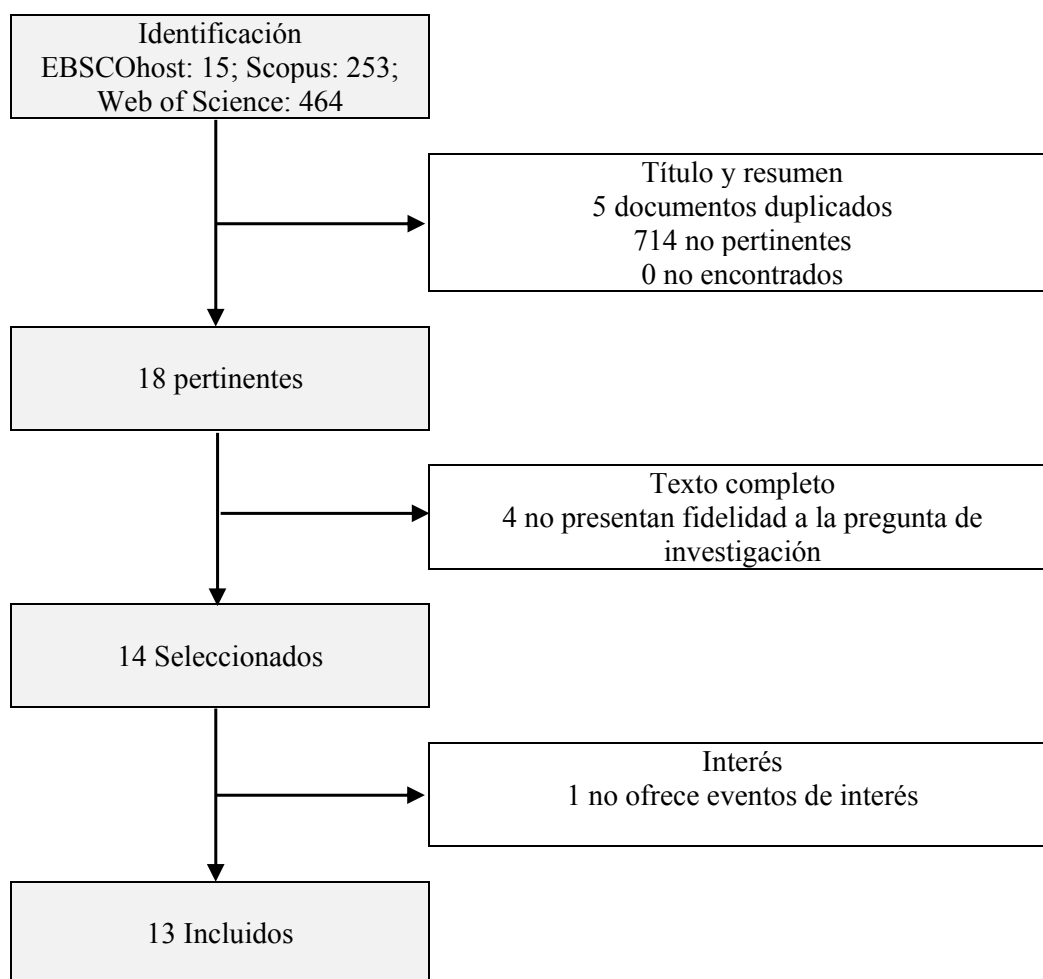 Identificación
EBSCOhost: 15; Scopus: 253;
Web of Science: 464
Título y resumen
5 documentos duplicados
714 no pertinentes
0 no encontrados
18 pertinentes
Texto completo
4 no presentan fidelidad a la pregunta de
investigación
14 Seleccionados
Interés
1 no ofrece eventos de interés
13 Incluidos